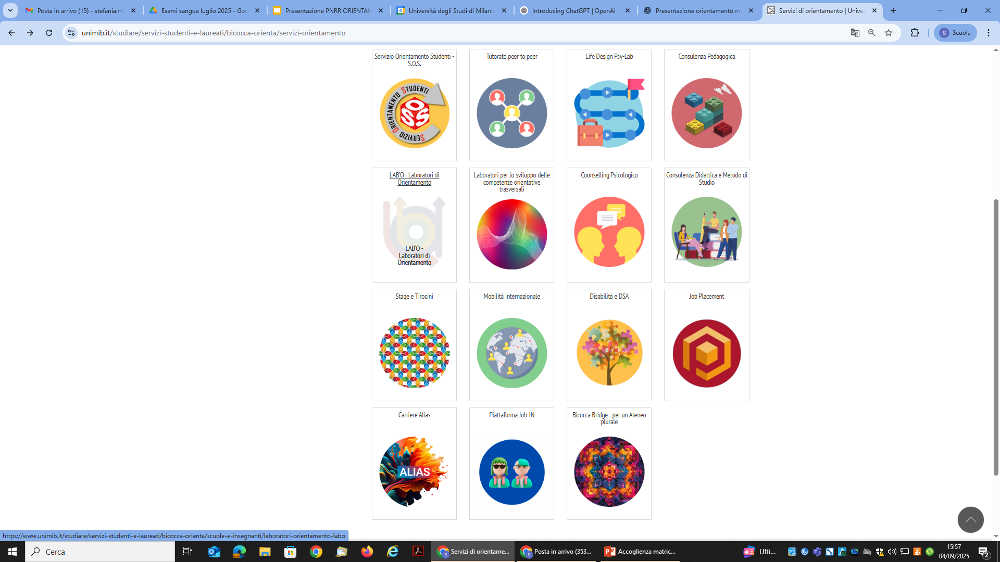 Posta in arrivo (15) - stefania.mi
Esami sangue luglio 2025 - Goo
Presentazione PNRR ORIENTAM
4
Università degli Studi di Milano
Introducing ChatGPT | OpenAI
Presentazione orientamento ma
Servizi di orientamento | Univer
unimib.it/studiare/servizi-studenti-e-laureati/bicocca-orienta/servizi-orientamento
S
Scuola
Servizio Orientamento Studenti -
S.O.S.
Tutorato peer to peer
Life Design Psy-Lab
Consulenza Pedagogica
SERVIZIO ORIENTAMENTO STUDENTI
SOS
LAB'O - Laboratori di
Orientamento
Laboratori per lo sviluppo delle
competenze orientative
trasversali
Counselling Psicologico
Consulenza Didattica e Metodo di
Studio
LAB'O -
Laboratori di
Orientamento
Stage e Tirocini
Mobilità Internazionale
Disabilità e DSA
Job Placement
Carriere Alias
Piattaforma Job-IN
Bicocca Bridge - per un Ateneo
plurale
ALIAS
https://www.unimib.it/studiare/servizi-studenti-e-laureati/bicocca-orienta/scuole-e-insegnanti/laboratori-orientamento-labo
Cerca
Servizi di orientame...
Posta in arrivo (353...
Accoglienza matric...
Ulti...
15:57
04/09/2025
2